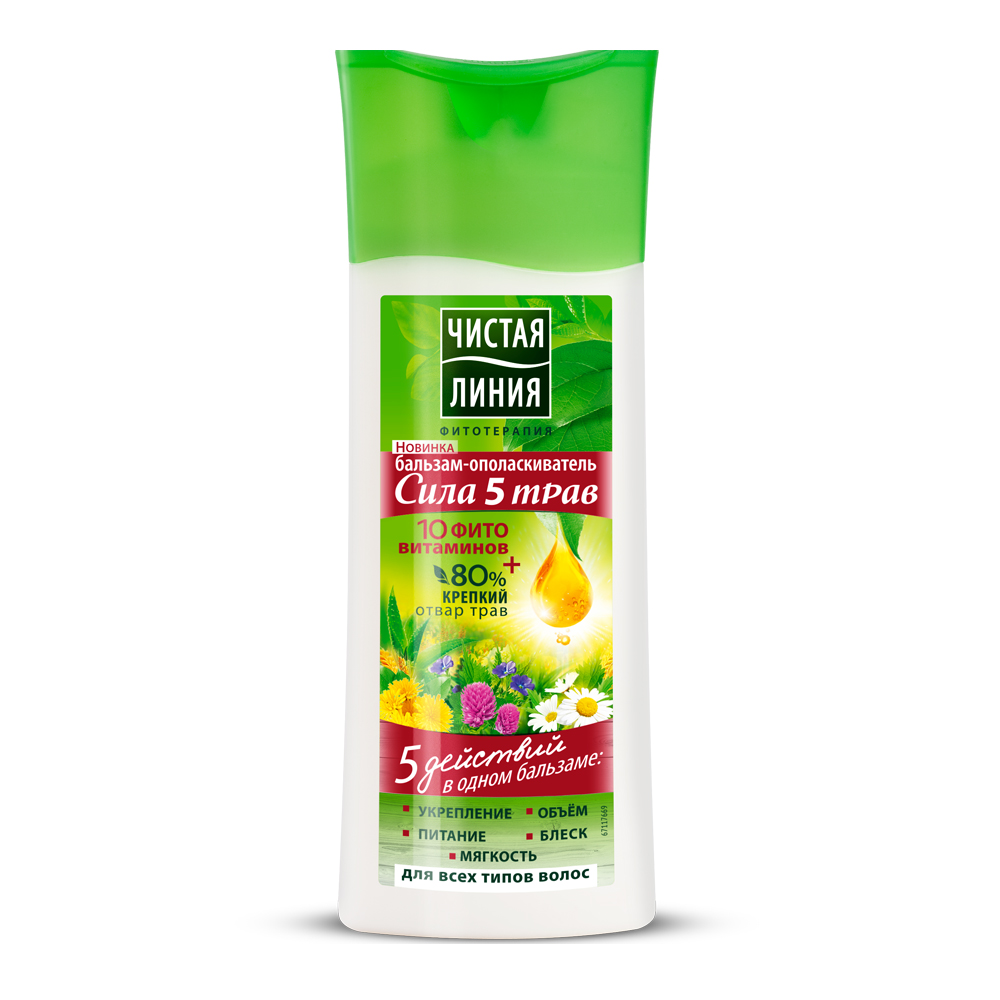 ЧИСТАЯ
ЛИНИЯ
ФИТОТЕРАПИЯ
НОВИНКА
бальзам-ополаскиватель
Сила 5 трав
10 ФИТО
витаминов
+
80%
КРЕПКИЙ
отвар трав
5 действий
в одном бальзаме:
УКРЕПЛЕНИЕ
ОБЪЁМ
ПИТАНИЕ
БЛЕСК
МЯГКОСТЬ
для всех типов волос
67117669